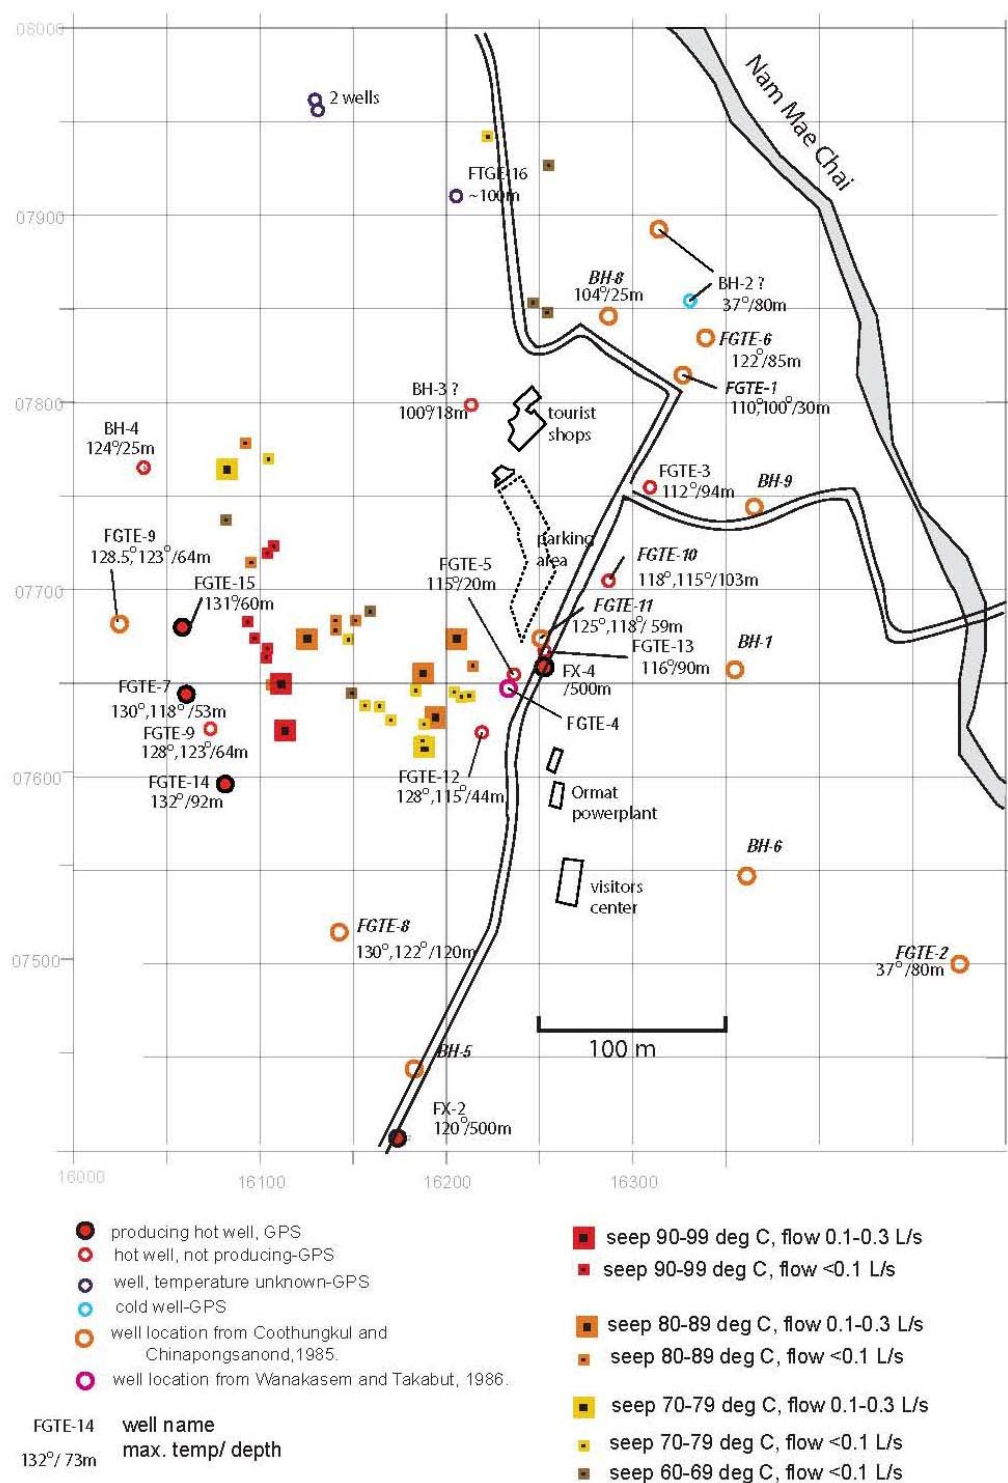 08000
Nam Mae Chai
2 wells
FTGE-16
~100m
07900
BH-8
104°/25m
BH-2 ?
37°/80m
FGTE-6
122°/85m
FGTE-1
110,100°/30m
07800
BH-3 ?
100°/18m
tourist
shops
BH-4
124°/25m
FGTE-3
112°/94m
BH-9
FGTE-9
128.5°,123°/64m
parking
area
FGTE-5
115°/20m
FGTE-10
118°,115°/103m
07700
FGTE-15
131°/60m
FGTE-11
125°,118°/ 59m
FGTE-13
116°/90m
BH-1
FX-4
/500m
FGTE-7
130°,118°/53m
FGTE-4
FGTE-9
128°,123°/64m
07600
FGTE-14
132°/92m
FGTE-12
128°,115°/44m
Ormat
powerplant
BH-6
visitors
center
FGTE-8
130°,122°/120m
07500
FGTE-2
37°/80m
100 m
BH-5
FX-2
120°/500m
16000
16100
16200
16300
producing hot well, GPS
hot well, not producing-GPS
well, temperature unknown-GPS
cold well-GPS
well location from Coothungkul and
Chinapongsanond,1985.
well location from Wanakasem and Takabut, 1986.
FGTE-14 well name
132°/ 73m max. temp/ depth
seep 90-99 deg C, flow 0.1-0.3 L/s
seep 90-99 deg C, flow <0.1 L/s
seep 80-89 deg C, flow 0.1-0.3 L/s
seep 80-89 deg C, flow <0.1 L/s
seep 70-79 deg C, flow 0.1-0.3 L/s
seep 70-79 deg C, flow <0.1 L/s
seep 60-69 deg C, flow <0.1 L/s